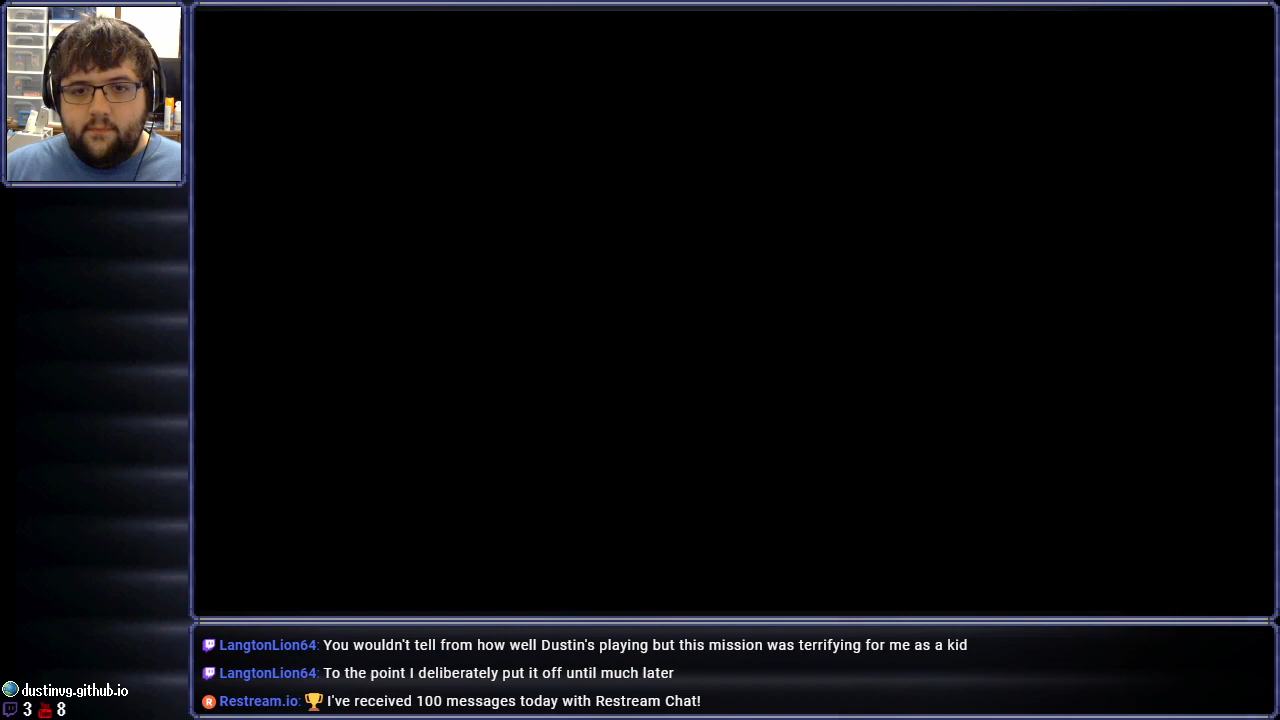 LangtonLion64: You wouldn't tell from how well Dustin's playing but this mission was terrifying for me as a kid
LangtonLion64: To the point I deliberately put it off until much later
Restream.io: 🏆 I've received 100 messages today with Restream Chat!
dustinvg.github.io
3 8